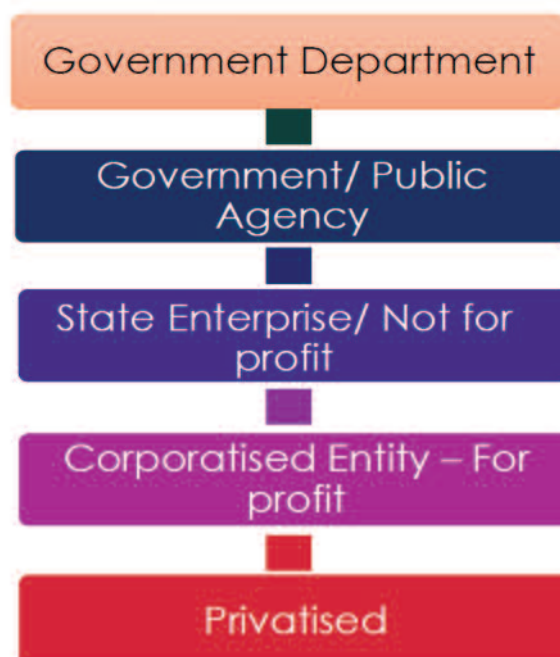 Government Department
Government/ Public
Agency
State Enterprise/ Not for
profit
Corporatised Entity – For
profit
Privatised